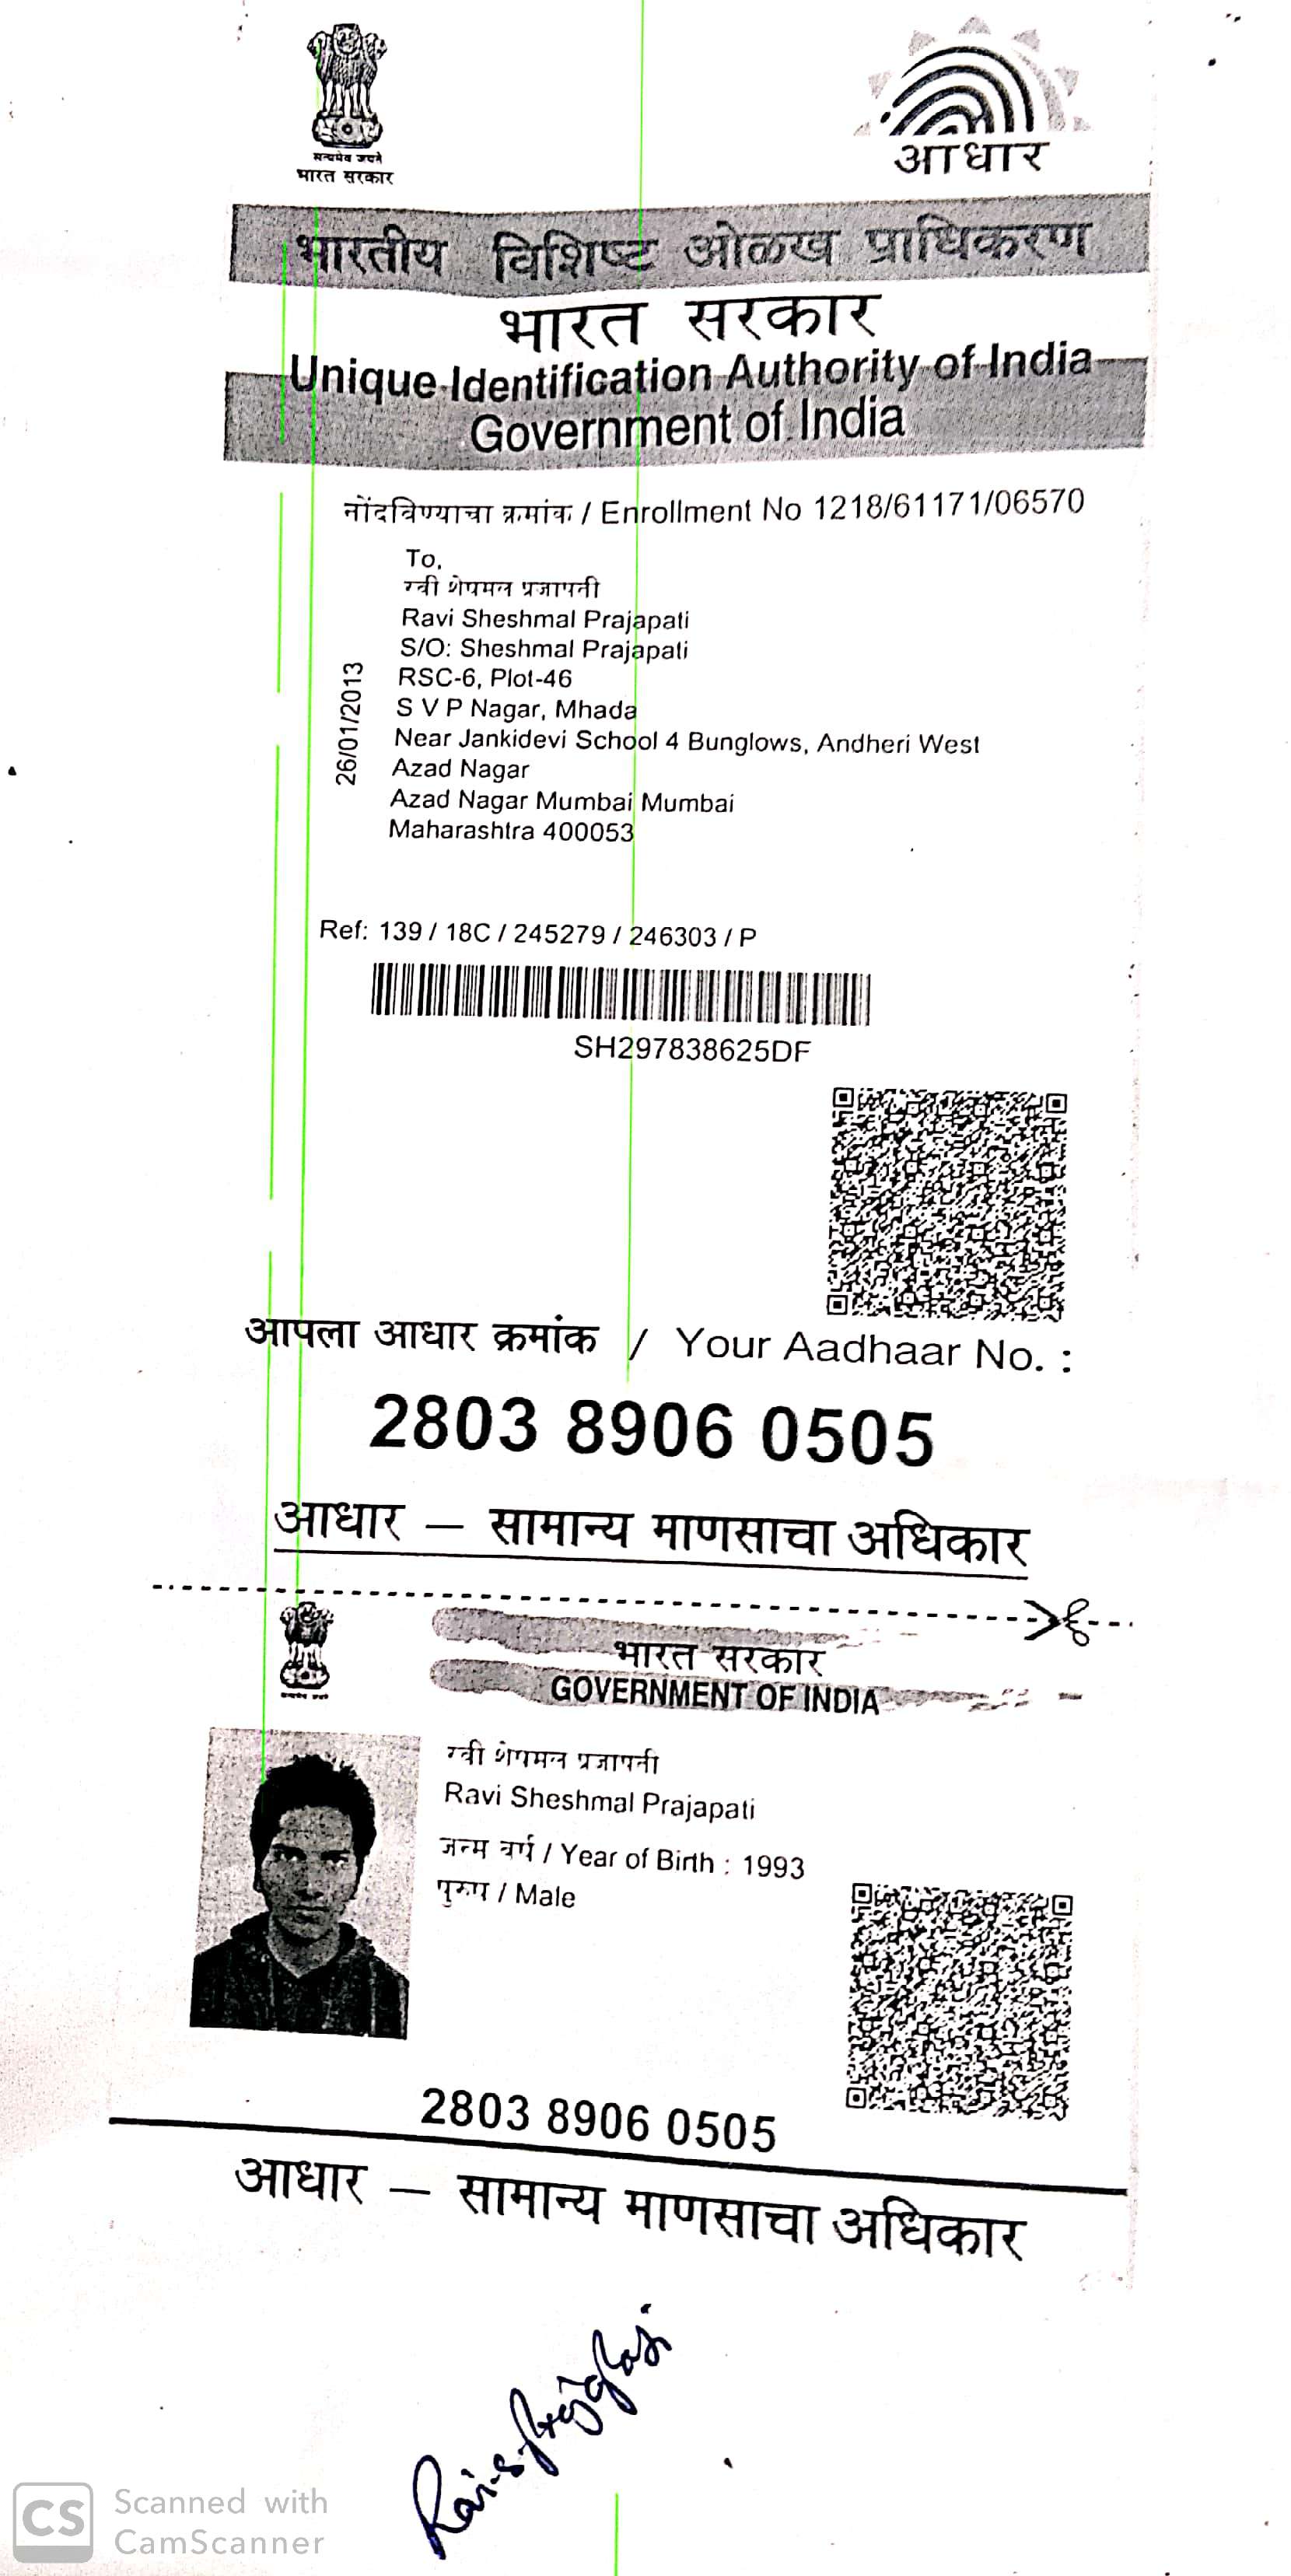 सत्यमेव जयते
भारत सरकार
आधार
भारतीय विशिष्ट ओळख प्राधिकरण
भारत सरकार
Unique Identification Authority of India
Government of India
नोंदविण्याचा क्रमांक / Enrollment No 1218/61171/06570
To,
रवी शेषमल प्रजापती
Ravi Sheshmal Prajapati
S/O: Sheshmal Prajapati
RSC-6, Plot-46
S V P Nagar, Mhada
Near Jankidevi School 4 Bunglows, Andheri West
Azad Nagar
Azad Nagar Mumbai Mumbai
Maharashtra 400053
26/01/2013
Ref: 139 / 18C / 245279 / 246303 / P
SH297838625DF
आपला आधार क्रमांक / Your Aadhaar No. :
2803 8906 0505
आधार – सामान्य माणसाचा अधिकार
भारत सरकार
GOVERNMENT OF INDIA
रवी शेषमल प्रजापती
Ravi Sheshmal Prajapati
जन्म वर्ष / Year of Birth : 1993
पुरुष / Male
2803 8906 0505
आधार – सामान्य माणसाचा अधिकार
CS
Scanned with
CamScanner